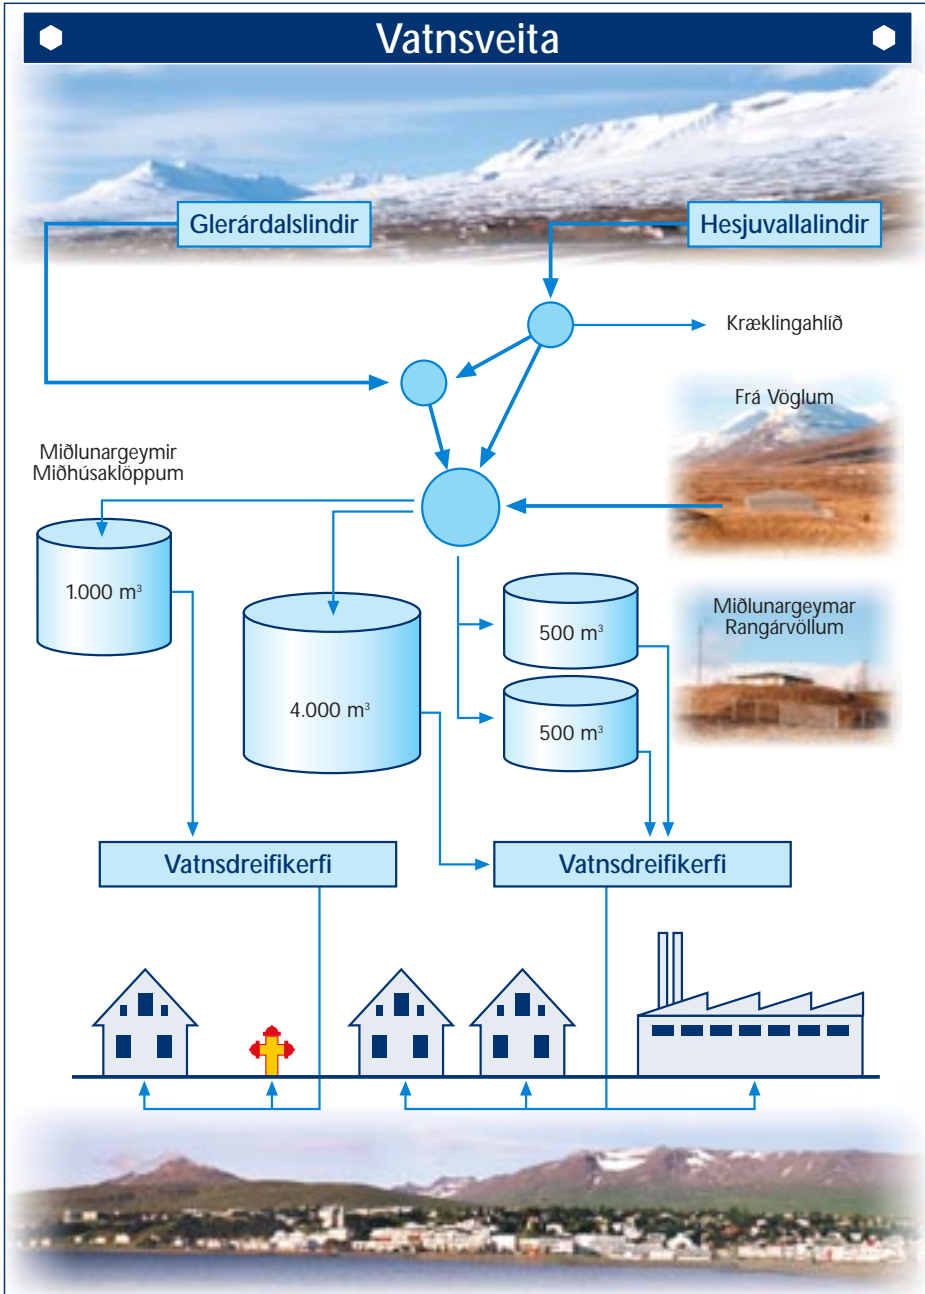 Vatnsveita
Glerárdalslindir
Hesjuvallalindir
Kræklingahlíð
Frá Vöglum
Miðlunargeymir
Miðhúsaklöppum
1.000 m³
500 m³
Miðlunargeymar
Rangárvöllum
4.000 m³
500 m³
Vatnsdreifikerfi
Vatnsdreifikerfi